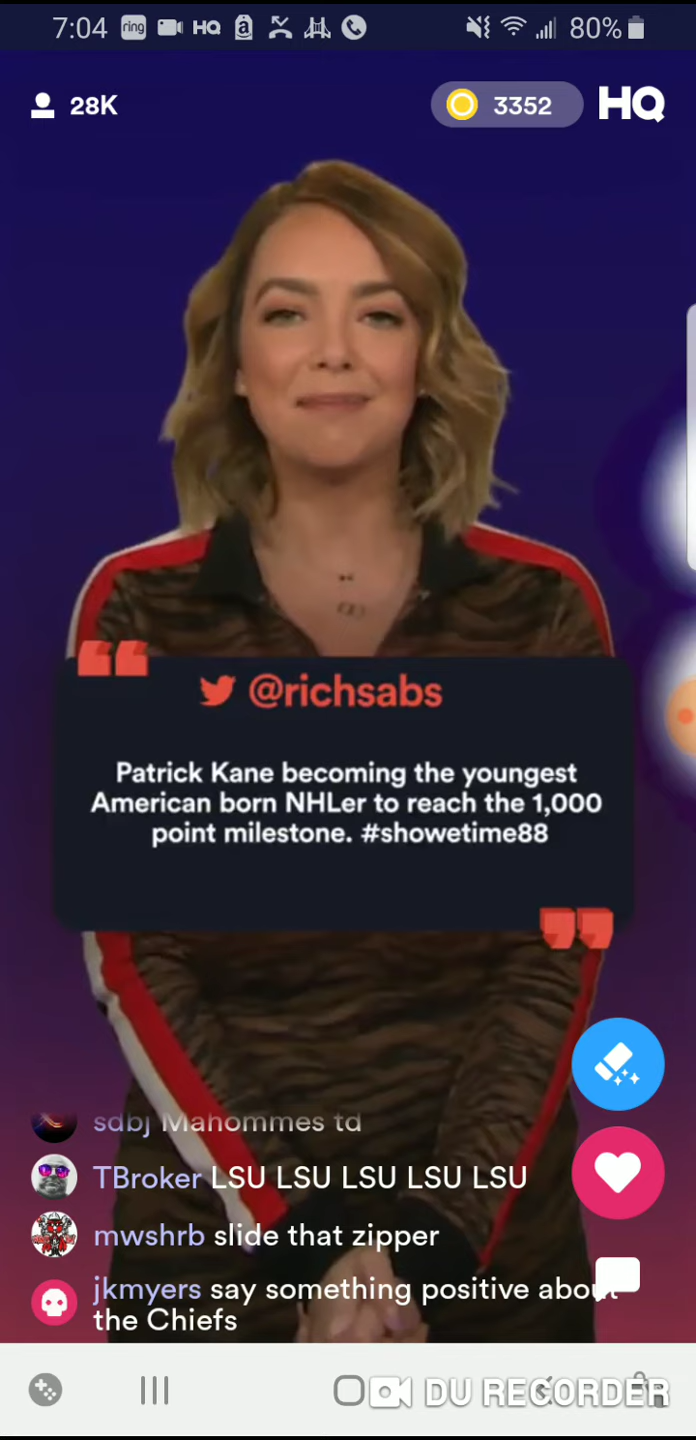 7:04 ring HQ a 80%
28K 3352 HQ
@richsabs
Patrick Kane becoming the youngest
American born NHLer to reach the 1,000
point milestone. #showetime88
sdbj Mahommes td
TBroker LSU LSU LSU LSU LSU
mwshrb slide that zipper
jkmyers say something positive about
the Chiefs
DU RECORDER